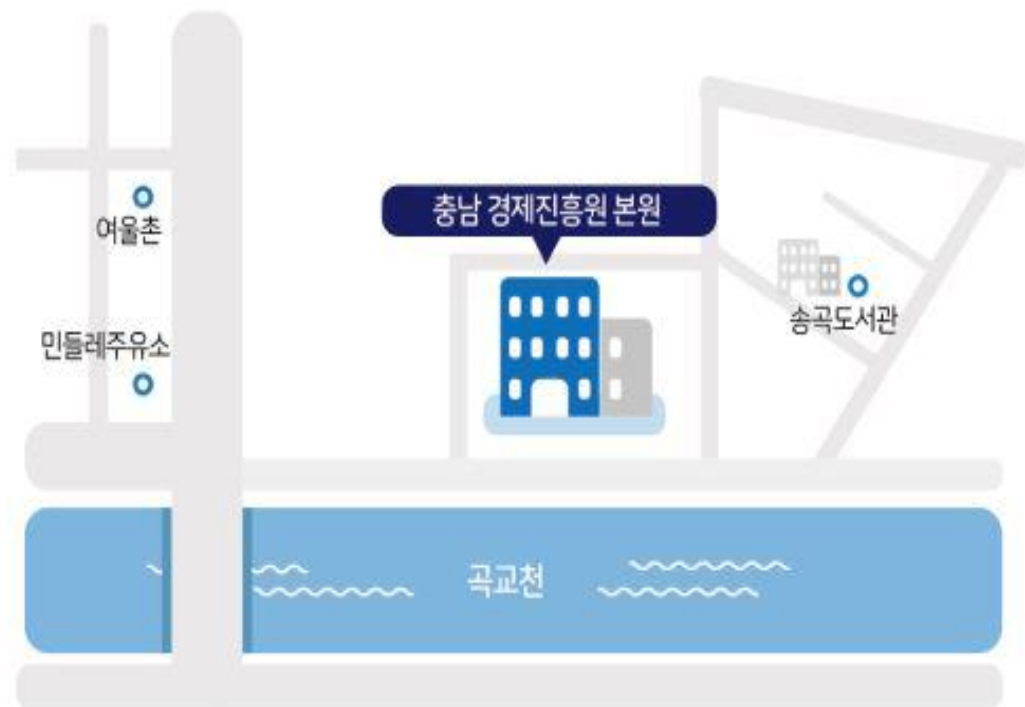 여울촌
충남 경제진흥원 본원
송곡도서관
민들레주유소
곡교천